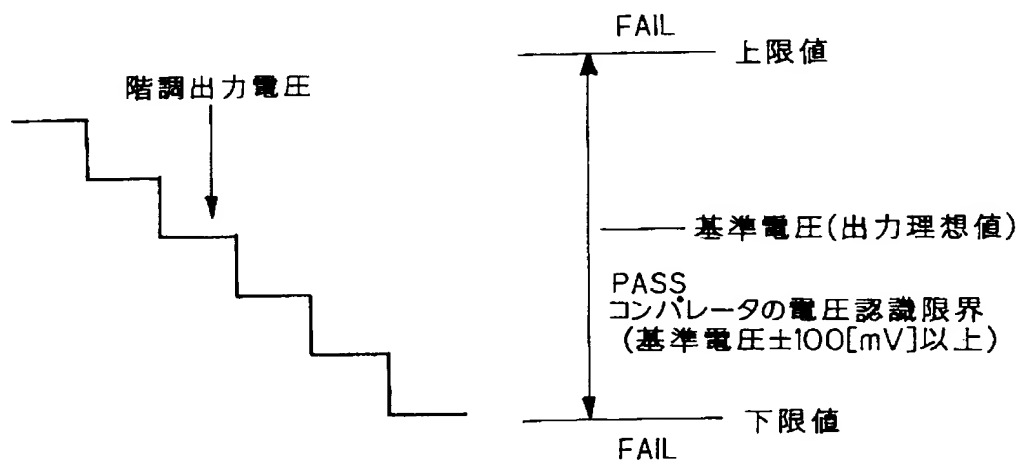 FAIL
上限値
階調出力電圧
基準電圧(出力理想値)
PASS
コンパレータの電圧認識限界
(基準電圧±100[mV]以上)
下限値
FAIL